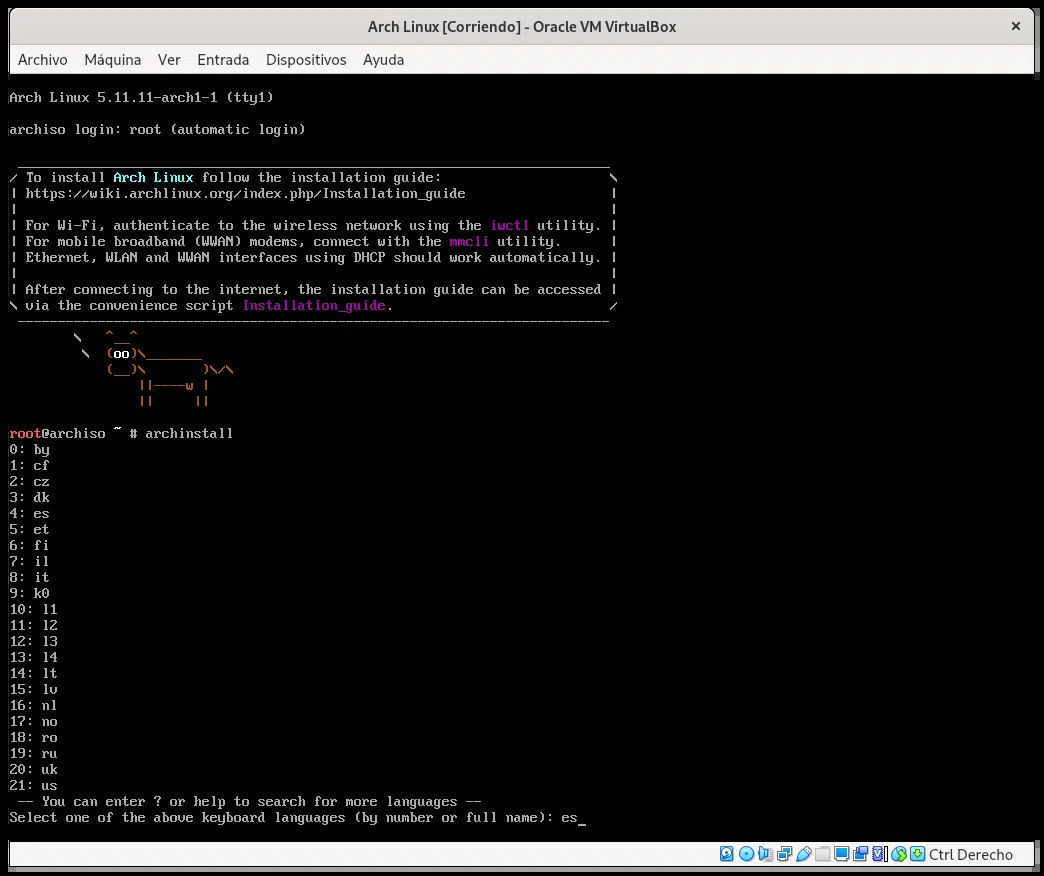 Arch Linux [Corriendo] - Oracle VM VirtualBox
Archivo Máquina Ver Entrada Dispositivos Ayuda
Arch Linux 5.11.11-arch1-1 (tty1)
archiso login: root (automatic login)
To install Arch Linux follow the installation guide:
https://wiki.archlinux.org/index.php/Installation_guide
For Wi-Fi, authenticate to the wireless network using the iwctl utility.
For mobile broadband (WWAN) modems, connect with the mmcli utility.
Ethernet, WLAN and WWAN interfaces using DHCP should work automatically.
After connecting to the internet, the installation guide can be accessed
via the convenience script Installation_guide.
root@archiso ~ # archinstall
0: by
1: cf
2: cz
3: dk
4: es
5: et
6: fi
7: il
8: it
9: k0
10: l1
11: l2
12: l3
13: l4
14: lt
15: lv
16: nl
17: no
18: ro
19: ru
20: uk
21: us
-- You can enter ? or help to search for more languages --
Select one of the above keyboard languages (by number or full name): es_
Ctrl Derecho